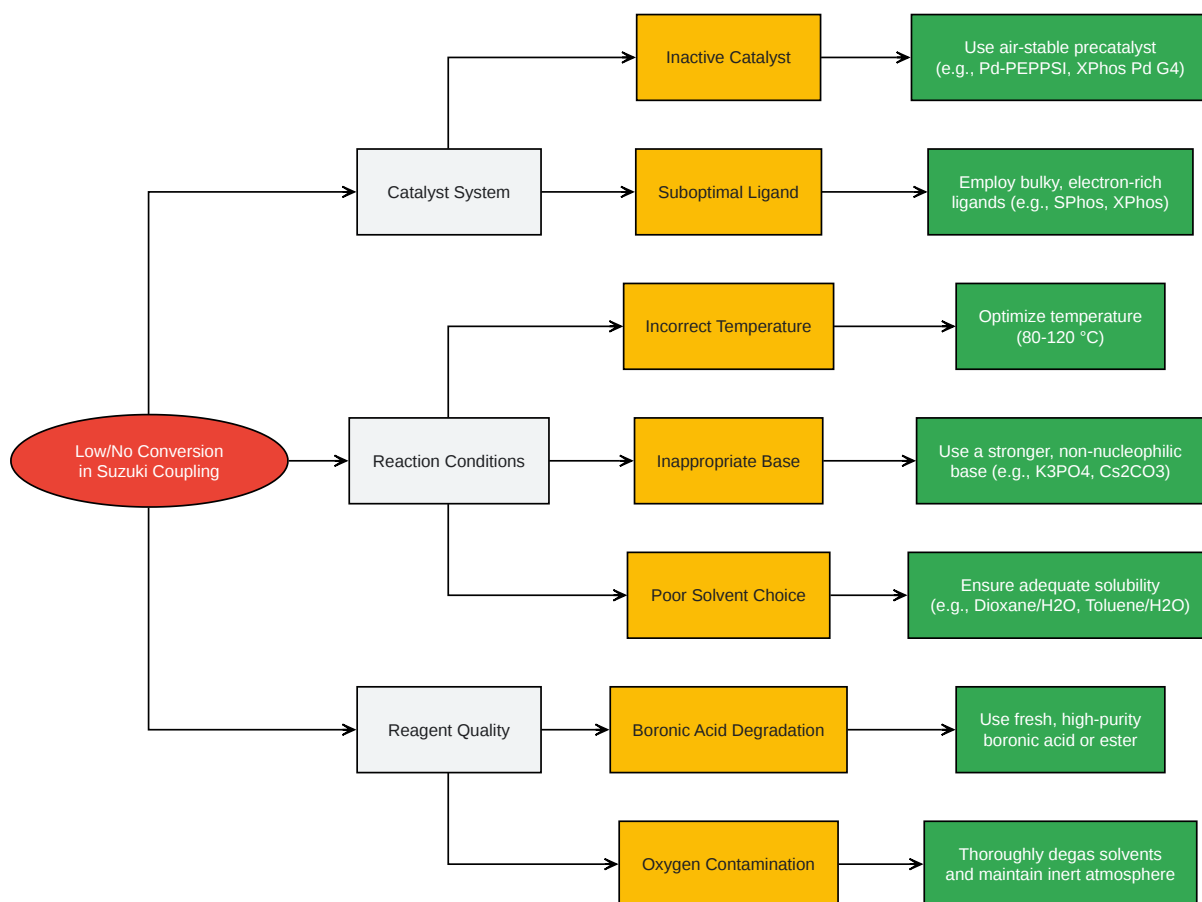 Inactive Catalyst
Use air-stable precatalyst
(e.g., Pd-PEPPSI, XPhos Pd G4)
Catalyst System
Suboptimal Ligand
Employ bulky, electron-rich
ligands (e.g., SPhos, XPhos)
Incorrect Temperature
Optimize temperature
(80-120 °C)
Low/No Conversion
in Suzuki Coupling
Reaction Conditions
Inappropriate Base
Use a stronger, non-nucleophilic
base (e.g., K3PO4, Cs2CO3)
Poor Solvent Choice
Ensure adequate solubility
(e.g., Dioxane/H2O, Toluene/H2O)
Reagent Quality
Boronic Acid Degradation
Use fresh, high-purity
boronic acid or ester
Oxygen Contamination
Thoroughly degas solvents
and maintain inert atmosphere